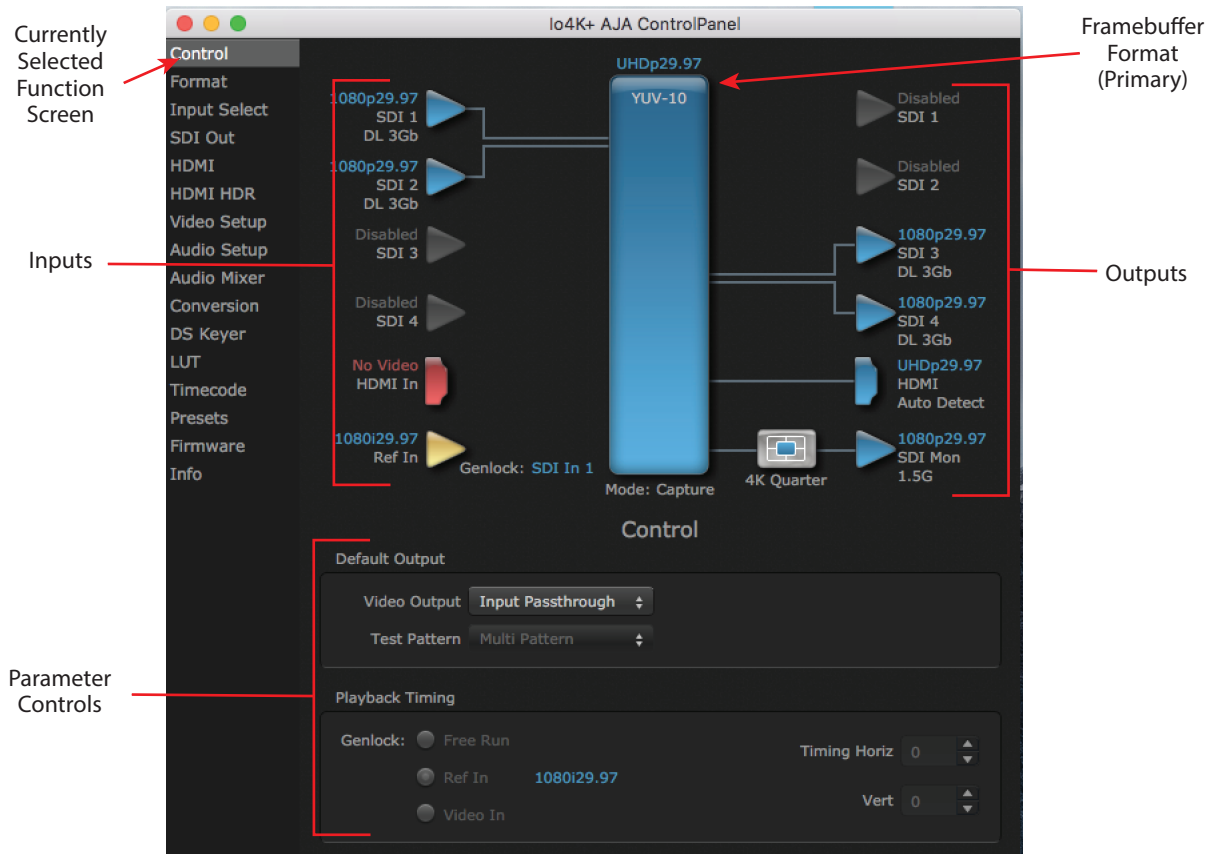 Io4K+ AJA ControlPanel
Currently
Selected
Function
Screen
Framebuffer
Format
(Primary)
Inputs
Outputs
Parameter
Controls
Control
Format
Input Select
SDI Out
HDMI
HDMI HDR
Video Setup
Audio Setup
Audio Mixer
Conversion
DS Keyer
LUT
Timecode
Presets
Firmware
Info
1080p29.97
SDI 1
DL 3Gb
1080p29.97
SDI 2
DL 3Gb
Disabled
SDI 3
Disabled
SDI 4
No Video
HDMI In
1080i29.97
Ref In
Genlock: SDI In 1
UHDp29.97
YUV-10
Mode: Capture
4K Quarter
Disabled
SDI 1
Disabled
SDI 2
1080p29.97
SDI 3
DL 3Gb
1080p29.97
SDI 4
DL 3Gb
UHDp29.97
HDMI
Auto Detect
1080p29.97
SDI Mon
1.5G
Control
Default Output
Video Output Input Passthrough
Test Pattern Multi Pattern
Playback Timing
Genlock: Free Run
Ref In 1080i29.97
Video In
Timing Horiz 0
Vert 0